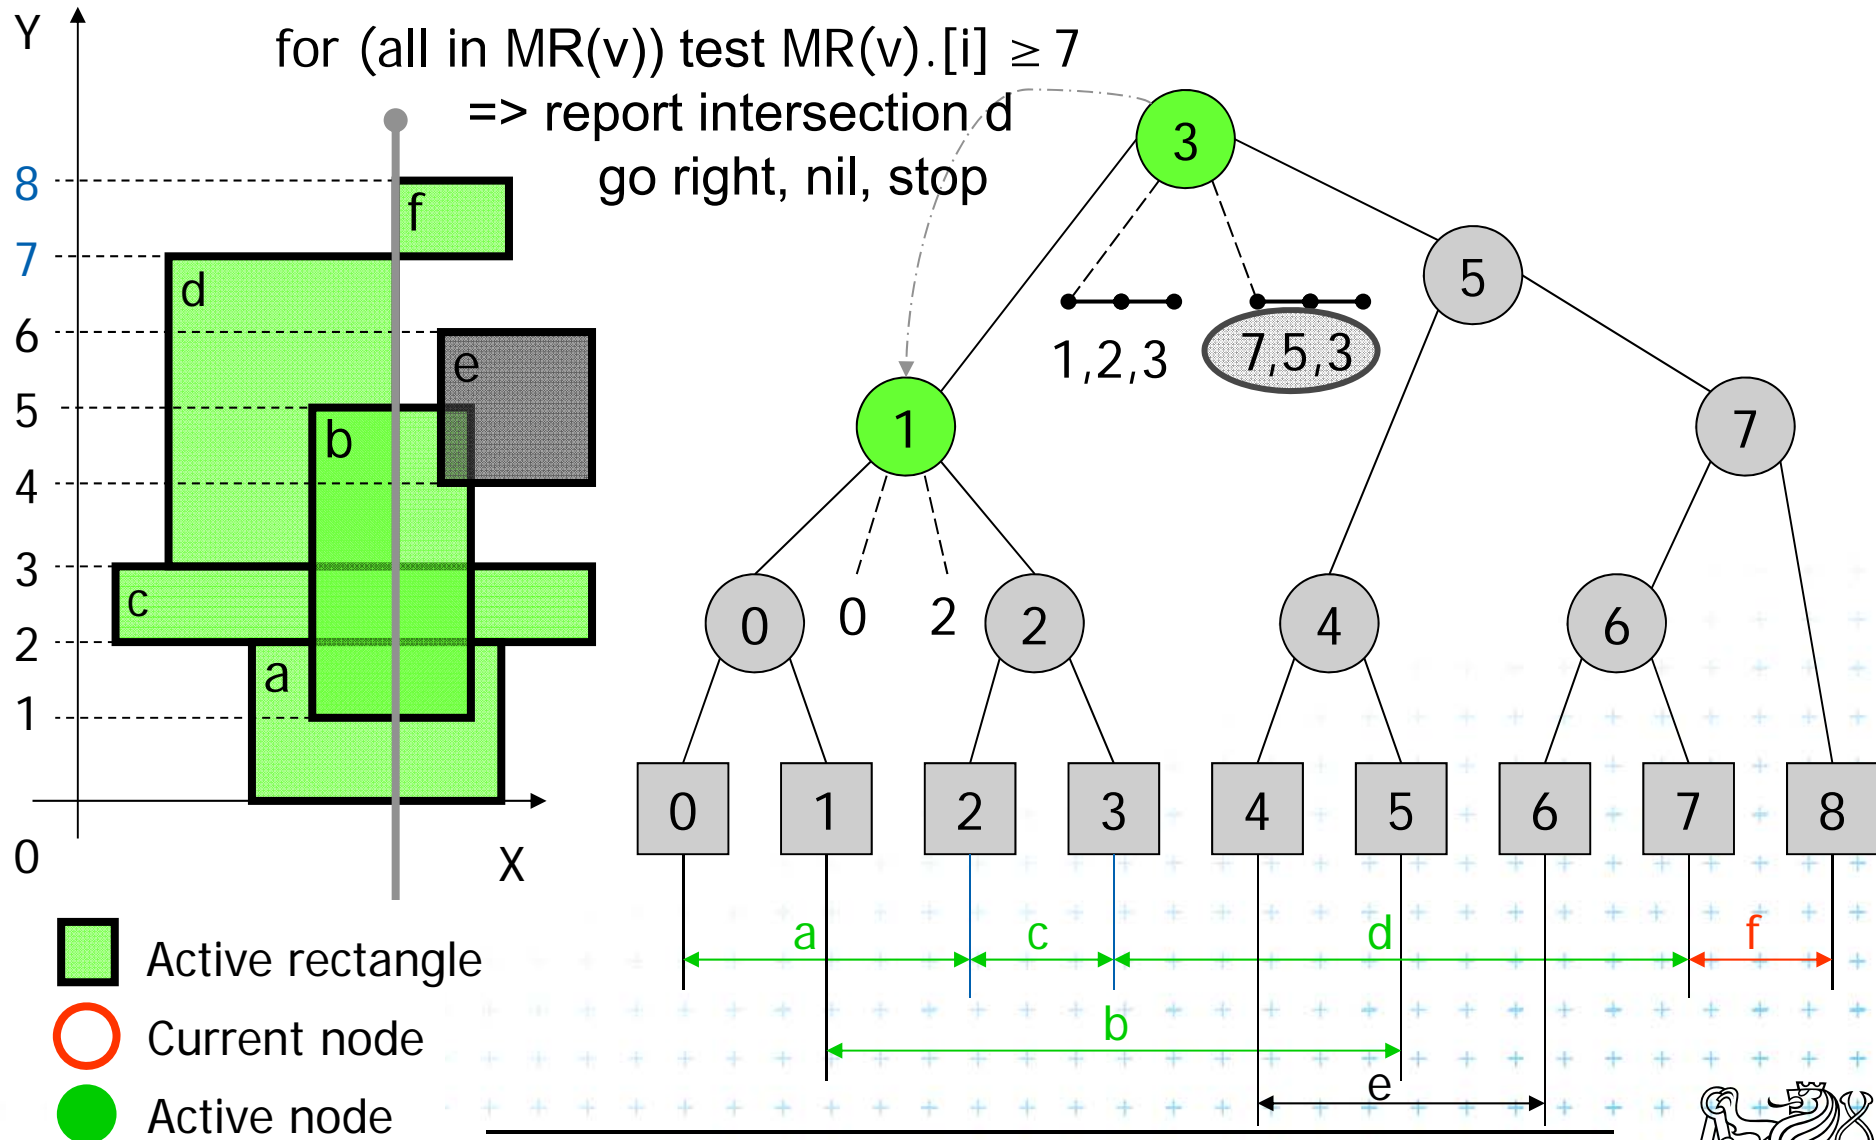 Y
for (all in MR(v)) test MR(v).[i] ≥ 7
=> report intersection d
go right, nil, stop
8
7
6
5
4
3
2
1
0
X
f
d
e
b
c
a
3
5
1,2,3
7,5,3
1
7
0
0
2
2
4
6
0
1
2
3
4
5
6
7
8
a
c
d
f
b
e
Active rectangle
Current node
Active node